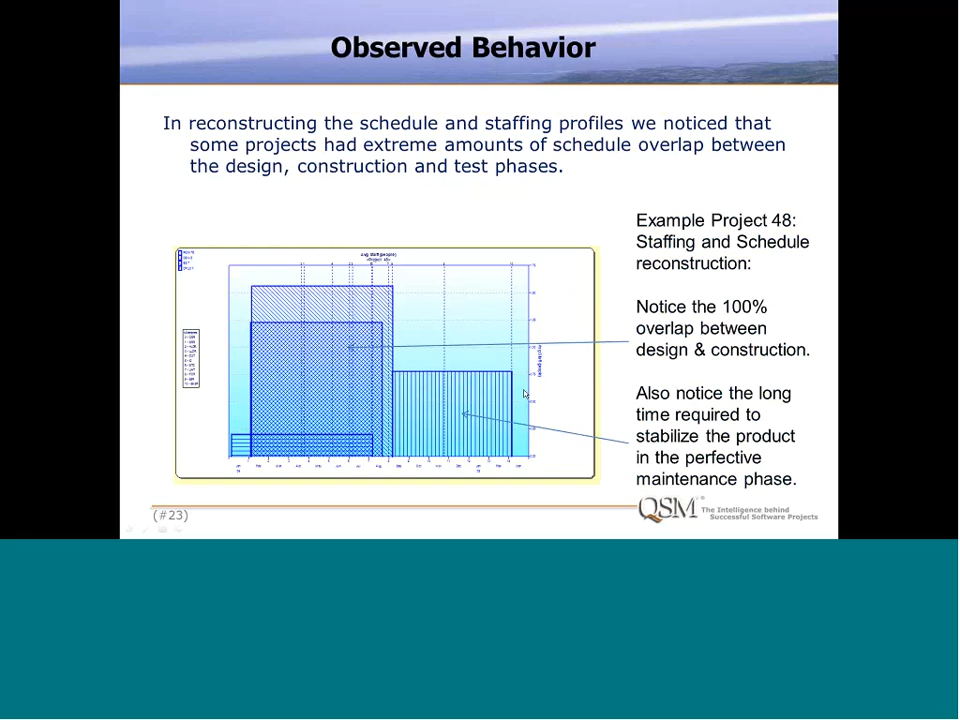 Observed Behavior
In reconstructing the schedule and staffing profiles we noticed that
some projects had extreme amounts of schedule overlap between
the design, construction and test phases.
Example Project 48:
Staffing and Schedule
reconstruction:
Notice the 100%
overlap between
design & construction.
Also notice the long
time required to
stabilize the product
in the perfective
maintenance phase.
(#23)
QSM
The Intelligence behind
Successful Software Projects